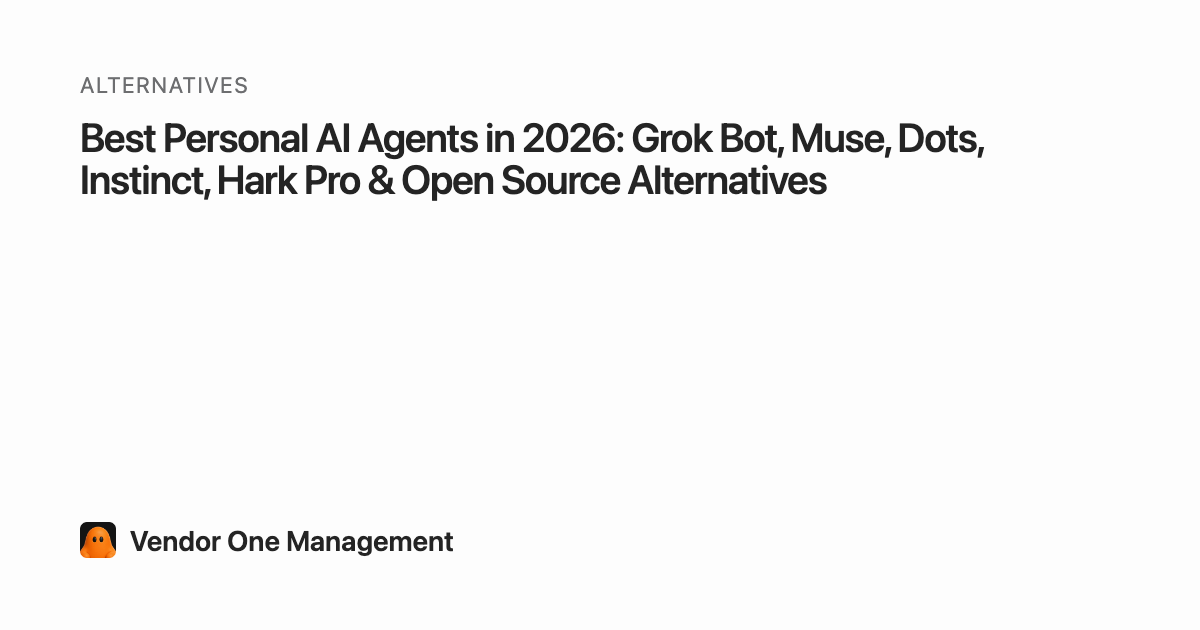 ALTERNATIVES
Best Personal AI Agents in 2026: Grok Bot, Muse, Dots,
Instinct, Hark Pro & Open Source Alternatives
Vendor One Management